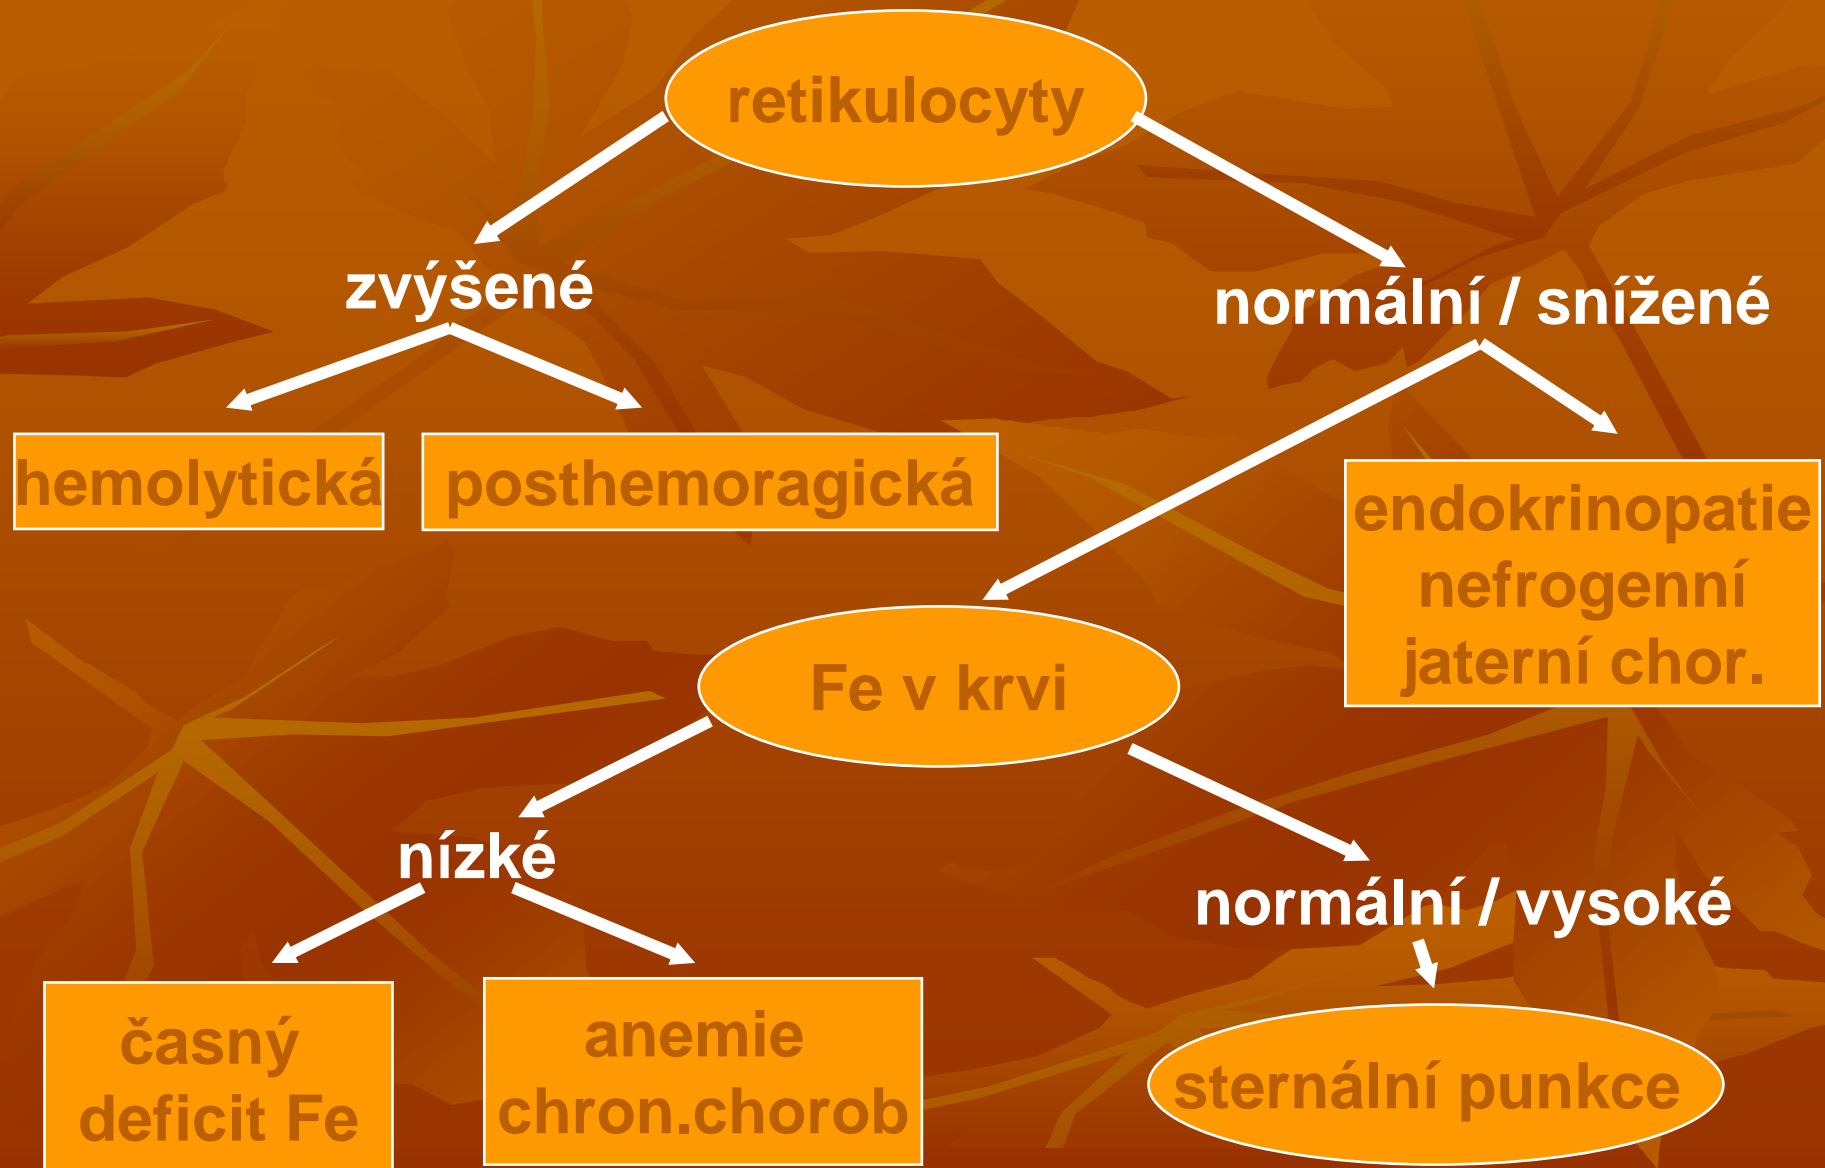 retikulocyty
zvýšené
normální / snížené
hemolytická
posthemoragická
endokrinopatie
nefrogenní
jaterní chor.
Fe v krvi
nízké
normální / vysoké
časný
deficit Fe
anemie
chron.chorob
sternální punkce